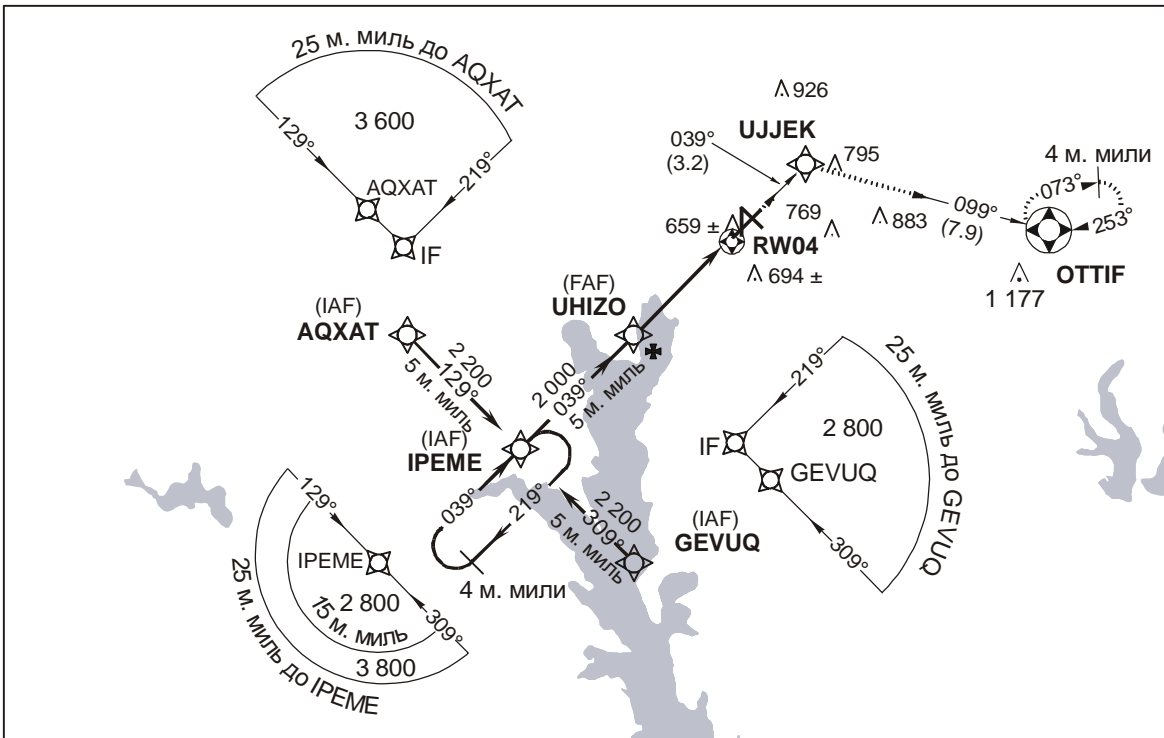 25 м. миль до AQXAT
3 600
129°
219°
AQXAT
IF
926
UJJEK
039°
(3.2)
795
4 м. мили
073°
253°
099°
(7.9)
883
769
659 ±
RW04
694 ±
OTTIF
1 177
(FAF)
UHIZO
(IAF)
AQXAT
2 200
129°
5 м. миль
2 000
039°
5 м. миль
(IAF)
IPEME
039°
219°
4 м. мили
2 200
309°
5 м. миль
(IAF)
GEVUQ
25 м. миль до GEVUQ
219°
2 800
IF
GEVUQ
309°
129°
IPEME
309°
2 800
15 м. миль
3 800
25 м. миль до IPEME